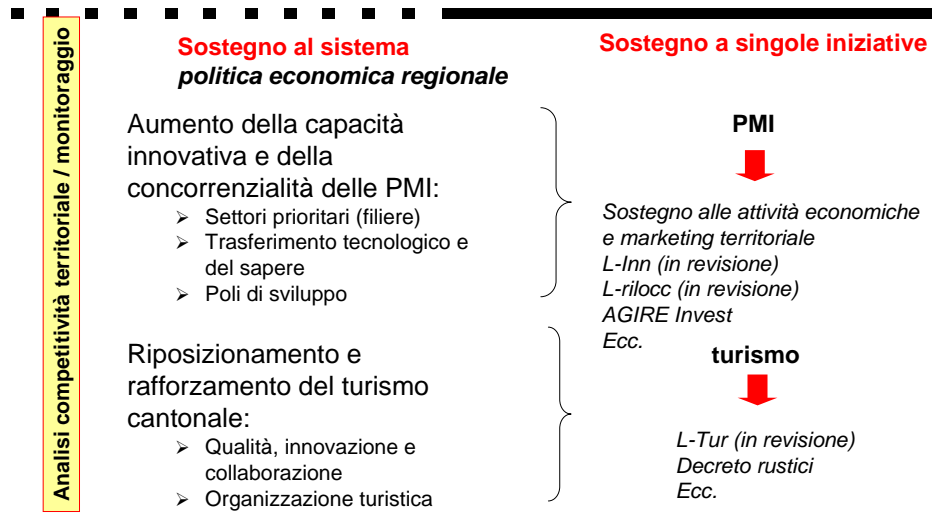 Analisi competitività territoriale / monitoraggio
Sostegno al sistema
politica economica regionale
Aumento della capacità
innovativa e della
concorrenzialità delle PMI:
➢ Settori prioritari (filiere)
➢ Trasferimento tecnologico e
del sapere
➢ Poli di sviluppo
Riposizionamento e
rafforzamento del turismo
cantonale:
➢ Qualità, innovazione e
collaborazione
➢ Organizzazione turistica
Sostegno a singole iniziative
PMI
Sostegno alle attività economiche
e marketing territoriale
L-Inn (in revisione)
L-rilocc (in revisione)
AGIRE Invest
Ecc.
turismo
L-Tur (in revisione)
Decreto rustici
Ecc.